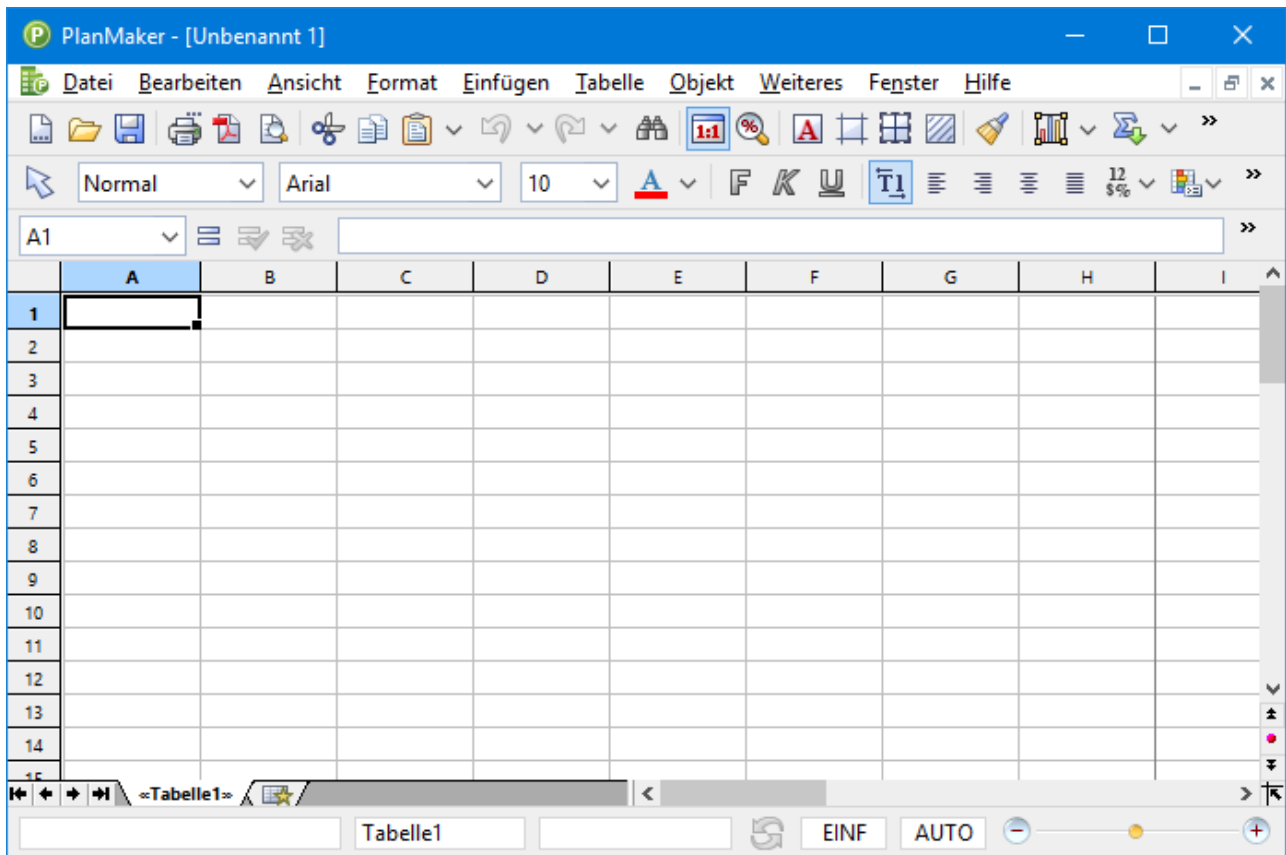 PlanMaker - [Unbenannt 1]
Datei Bearbeiten Ansicht Format Einfügen Tabelle Objekt Weiteres Fenster Hilfe
1:1 % A
Normal Arial 10 A F K U T1 12 $%
A1
A B C D E F G H I
1
2
3
4
5
6
7
8
9
10
11
12
13
14
15
«Tabelle1»
Tabelle1 EINF AUTO